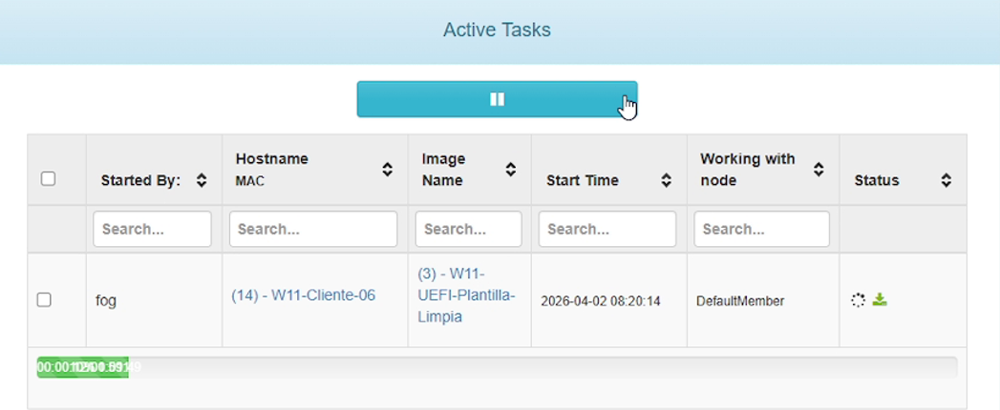 Active Tasks
Started By:
Hostname
MAC
Image
Name
Start Time
Working with
node
Status
Search...
Search...
Search...
Search...
Search...
fog
(14) - W11-Cliente-06
(3) - W11-
UEFI-Plantilla-
Limpia
2026-04-02 08:20:14
DefaultMember